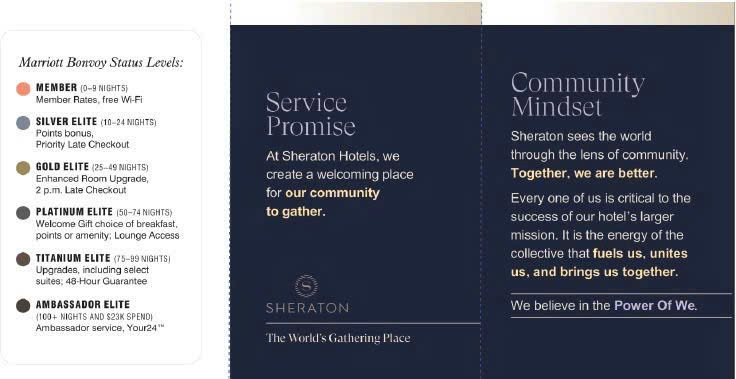 Marriott Bonvoy Status Levels:
MEMBER (0–9 NIGHTS)
Member Rates, free Wi-Fi
SILVER ELITE (10–24 NIGHTS)
Points bonus,
Priority Late Checkout
GOLD ELITE (25–49 NIGHTS)
Enhanced Room Upgrade,
2 p.m. Late Checkout
PLATINUM ELITE (50–74 NIGHTS)
Welcome Gift choice of breakfast,
points or amenity; Lounge Access
TITANIUM ELITE (75–99 NIGHTS)
Upgrades, including select
suites; 48-Hour Guarantee
AMBASSADOR ELITE
(100+ NIGHTS AND $23K SPEND)
Ambassador service, Your24™
Service
Promise
At Sheraton Hotels, we
create a welcoming place
for our community
to gather.
S
SHERATON
The World's Gathering Place
Community
Mindset
Sheraton sees the world
through the lens of community.
Together, we are better.
Every one of us is critical to the
success of our hotel's larger
mission. It is the energy of the
collective that fuels us, unites
us, and brings us together.
We believe in the Power Of We.